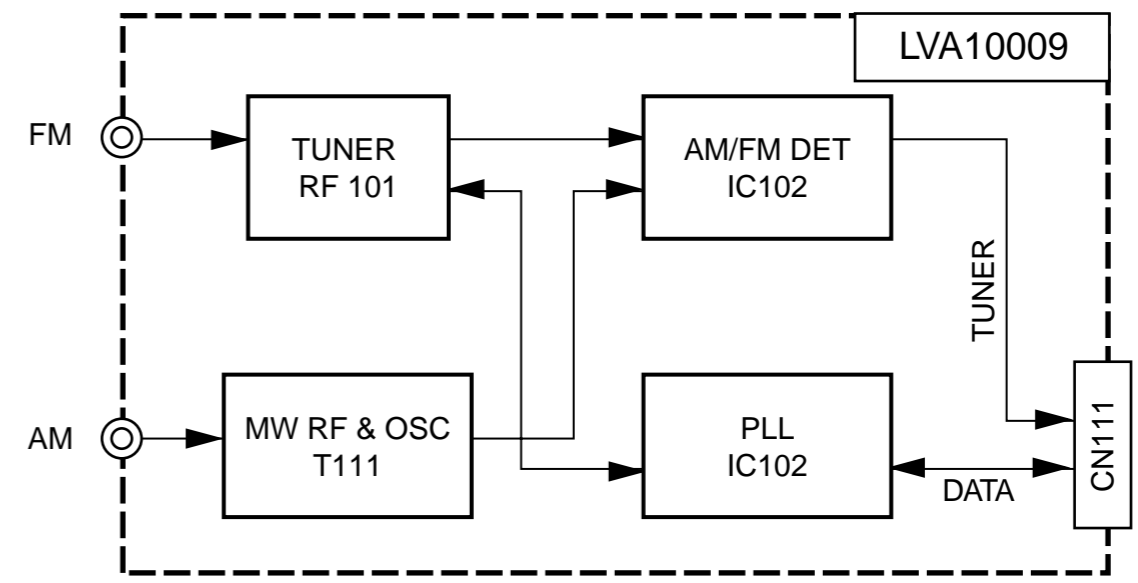 LVA10009
FM
TUNER
RF 101
AM/FM DET
IC102
TUNER
AM
MW RF & OSC
T111
PLL
IC102
DATA
CN111